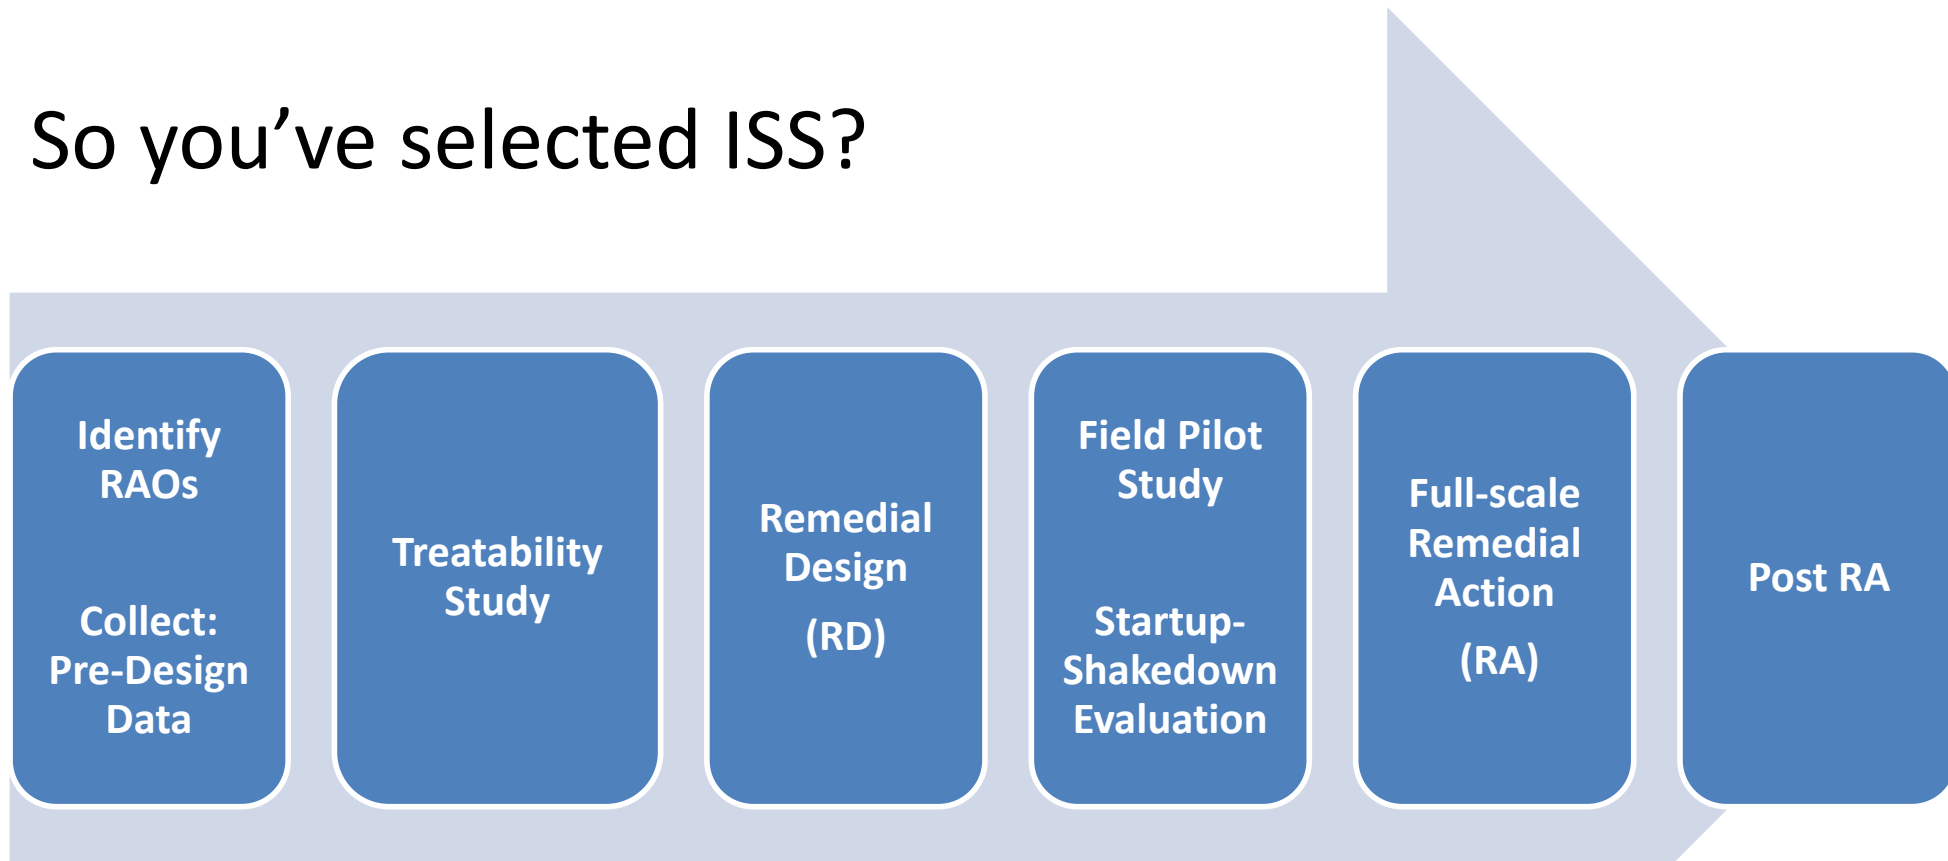 So you’ve selected ISS?
Identify
RAOs
Collect:
Pre-Design
Data
Treatability
Study
Remedial
Design
(RD)
Field Pilot
Study
Startup-
Shakedown
Evaluation
Full-scale
Remedial
Action
(RA)
Post RA